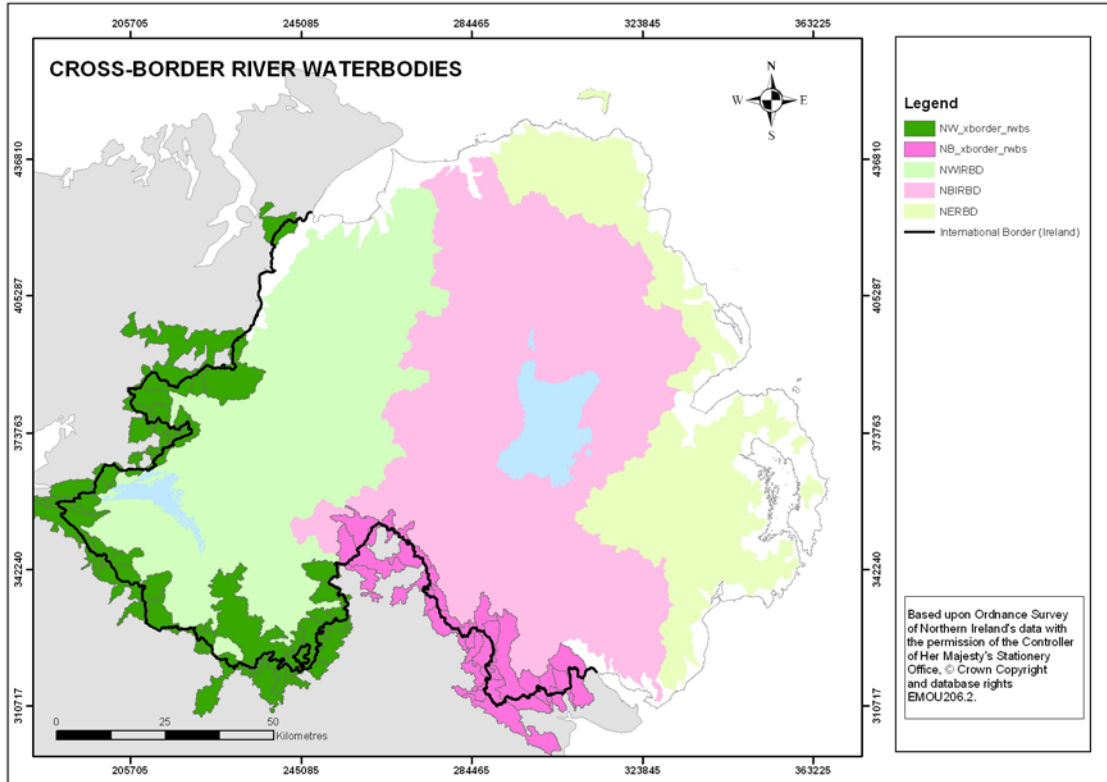 205705 245085 284465 323845 363225
CROSS-BORDER RIVER WATERBODIES
N
W E
S
436810 436810
405287 405287
373763 373763
342240 342240
310717 310717
0 25 50
Kilometres
205705 245085 284465 323845 363225
Legend
NW_xborder_rwbs
NB_xborder_rwbs
NWIRBD
NBIRBD
NERBD
International Border (Ireland)
Based upon Ordnance Survey
of Northern Ireland's data with
the permission of the Controller
of Her Majesty's Stationery
Office, © Crown Copyright
and database rights
EMOU206.2.